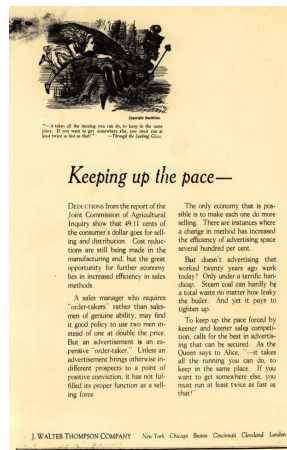 Copyright MacMillan
"—it takes all the running you can do, to keep in the same
place. If you want to get somewhere else, you must run at
least twice as fast as that!" —Through the Looking Glass.
Keeping up the pace—
DEDUCTIONS from the report of the
Joint Commission of Agricultural
Inquiry show that 49.11 cents of
the consumer's dollar goes for sell-
ing and distribution. Cost reduc-
tions are still being made in the
manufacturing end, but the great
opportunity for further economy
lies in increased efficiency in sales
methods.
A sales manager who requires
"order-takers" rather than sales-
men of genuine ability, may find
it good policy to use two men in-
stead of one at double the price.
But an advertisement is an ex-
pensive "order-taker." Unless an
advertisement brings otherwise in-
different prospects to a point of
positive conviction, it has not ful-
filled its proper function as a sell-
ing force.
The only economy that is pos-
sible is to make each one do more
selling. There are instances where
a change in method has increased
the efficiency of advertising space
several hundred per cent.
But doesn't advertising that
worked twenty years ago work
today? Only under a terrific han-
dicap. Steam coal can hardly be
a total waste no matter how leaky
the boiler. And yet it pays to
tighten up.
To keep up the pace forced by
keener and keener sales competi-
tion, calls for the best in advertis-
ing that can be secured. As the
Queen says to Alice, "—it takes
all the running you can do, to
keep in the same place. If you
want to get somewhere else, you
must run at least twice as fast as
that!"
J. WALTER THOMPSON COMPANY New York Chicago Boston Cincinnati Cleveland London